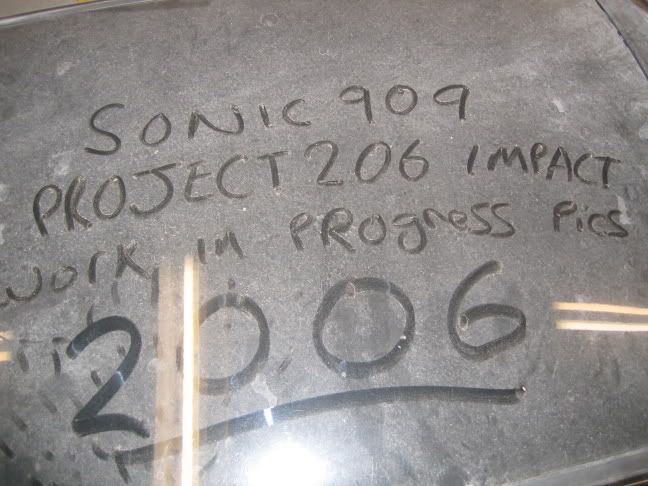 SONIC 909
PROJECT 206 IMPACT
WORK in PROgress Pics
2006